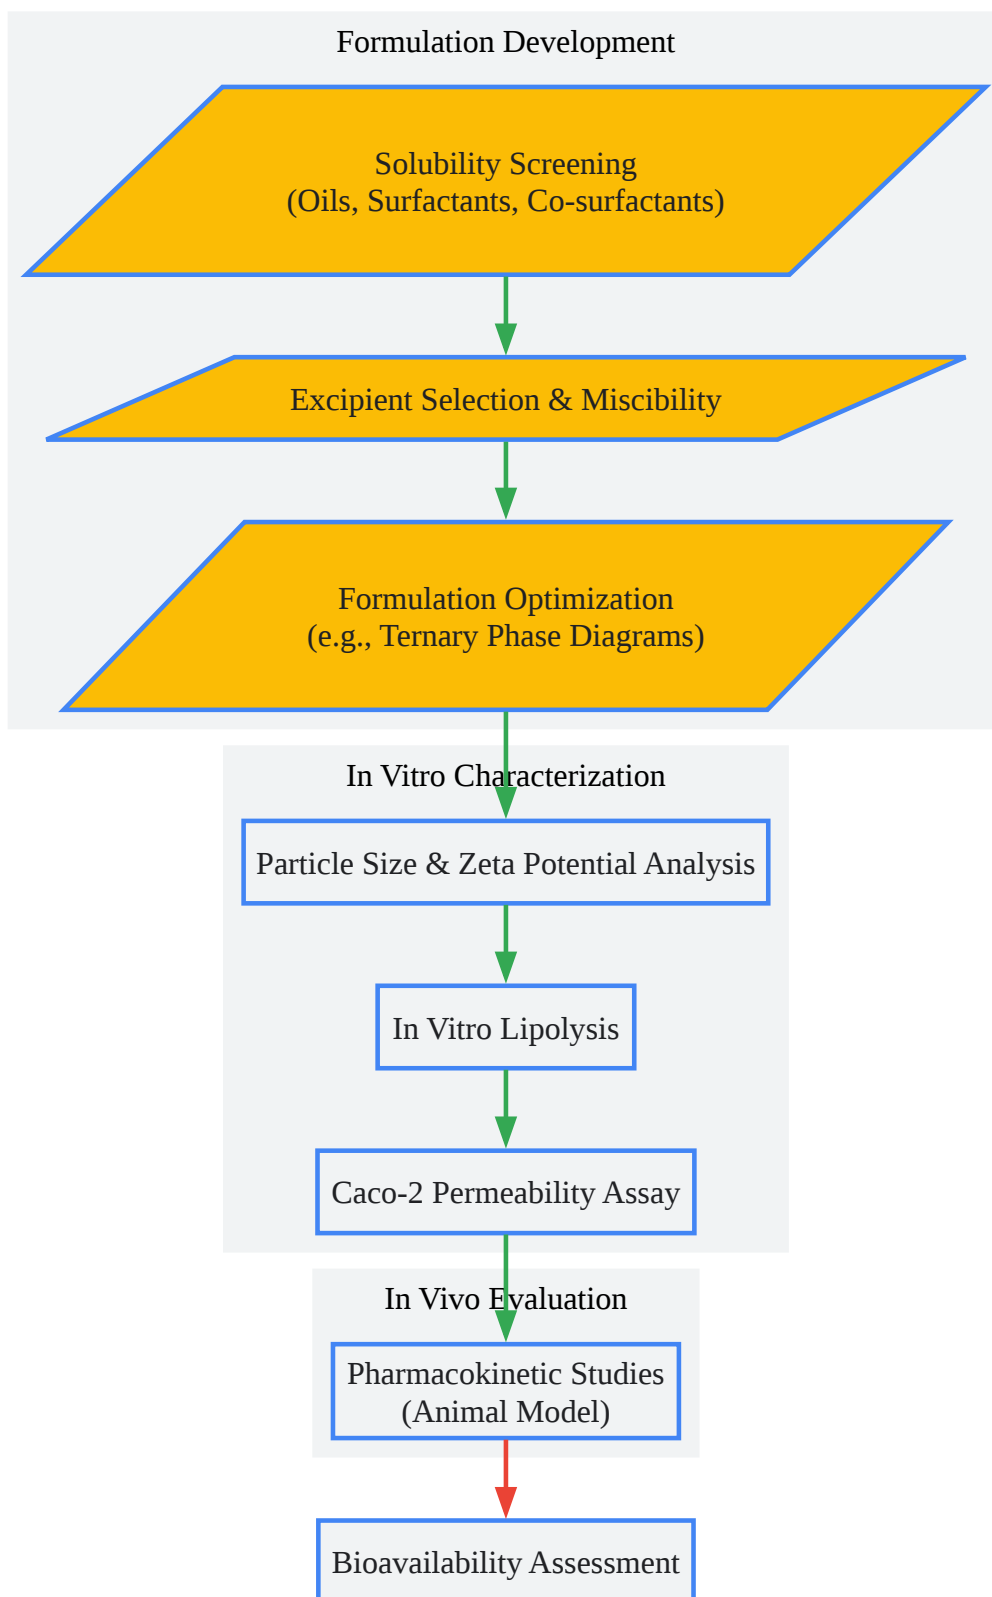 Formulation Development
Solubility Screening
(Oils, Surfactants, Co-surfactants)
Excipient Selection & Miscibility
Formulation Optimization
(e.g., Ternary Phase Diagrams)
In Vitro Characterization
Particle Size & Zeta Potential Analysis
In Vitro Lipolysis
Caco-2 Permeability Assay
In Vivo Evaluation
Pharmacokinetic Studies
(Animal Model)
Bioavailability Assessment